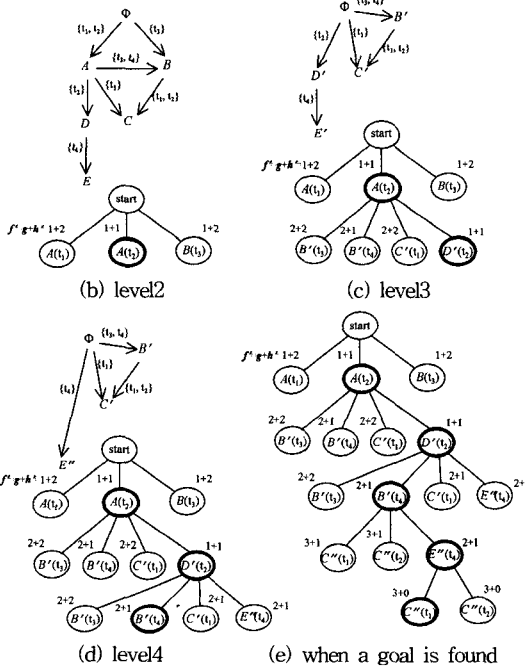 Φ
{t₁, t₂}
{t₃}
A
{t₃, t₄}
B
{t₂}
{t₁}
{t₁, t₂}
D
C
{t₄}
E
start
f'=g+h': 1+2
1+1
1+2
A(t₁)
A(t₂)
B(t₃)
(b) level2
Φ
{t₃, t₄}
B′
{t₂}
{t₁}
{t₁, t₂}
D′
C′
{t₄}
E′
start
f'=g+h': 1+2
1+1
1+2
A(t₁)
A(t₂)
B(t₃)
2+2
2+1
2+2
1+1
B′(t₃)
B′(t₄)
C′(t₁)
D′(t₂)
(c) level3
Φ
{t₃, t₄}
B′
{t₁}
{t₄}
{t₁, t₂}
C′
E″
start
f'=g+h': 1+2
1+1
1+2
A(t₁)
A(t₂)
B(t₃)
2+2
2+1
2+2
1+1
B′(t₃)
B′(t₄)
C′(t₁)
D′(t₂)
2+2
2+1
2+1
2+1
B′(t₃)
B′(t₄)
C′(t₁)
E″(t₄)
(d) level4
start
f'=g+h': 1+2
1+1
1+2
A(t₁)
A(t₂)
B(t₃)
2+2
2+1
2+2
1+1
B′(t₃)
B′(t₄)
C′(t₁)
D′(t₂)
2+2
2+1
2+1
B′(t₃)
B′(t₄)
C′(t₁)
E″(t₄)
3+1
3+1
2+1
C″(t₁)
C″(t₂)
E″(t₄)
3+0
3+0
C″(t₁)
C″(t₂)
(e) when a goal is found